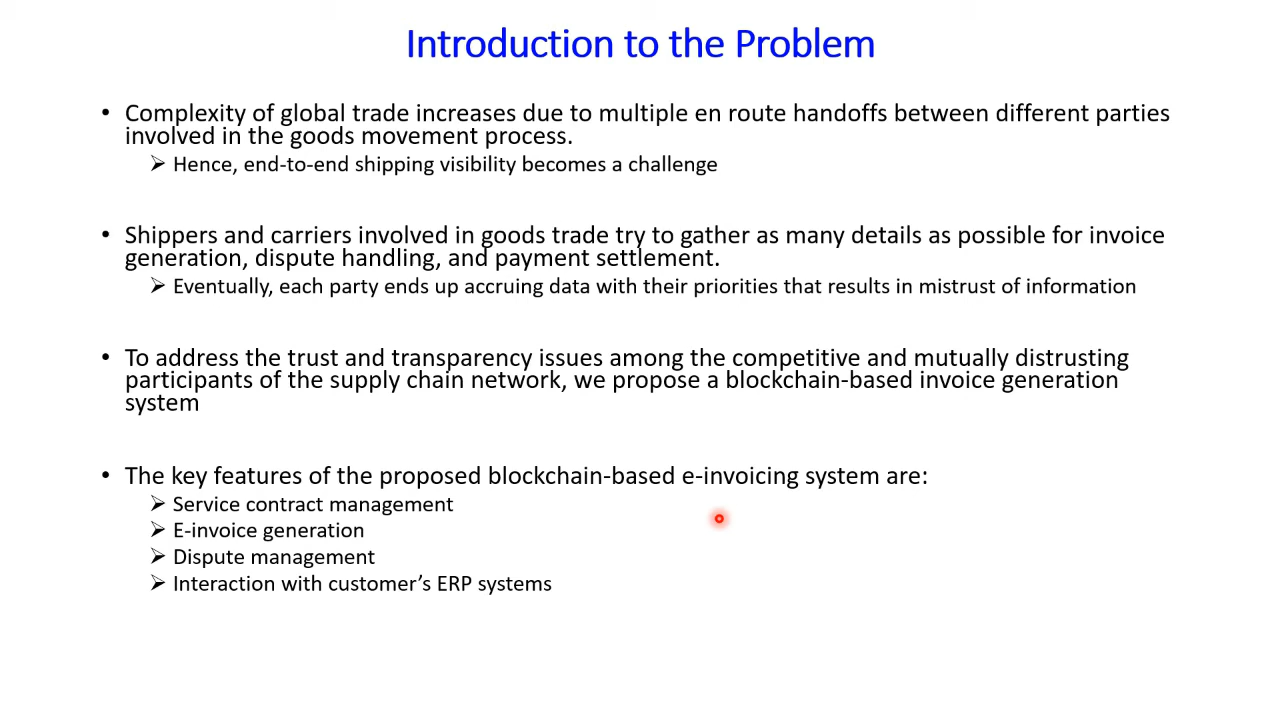 Introduction to the Problem
• Complexity of global trade increases due to multiple en route handoffs between different parties
involved in the goods movement process.
➢ Hence, end-to-end shipping visibility becomes a challenge
• Shippers and carriers involved in goods trade try to gather as many details as possible for invoice
generation, dispute handling, and payment settlement.
➢ Eventually, each party ends up accruing data with their priorities that results in mistrust of information
• To address the trust and transparency issues among the competitive and mutually distrusting
participants of the supply chain network, we propose a blockchain-based invoice generation
system
• The key features of the proposed blockchain-based e-invoicing system are:
➢ Service contract management
➢ E-invoice generation
➢ Dispute management
➢ Interaction with customer’s ERP systems